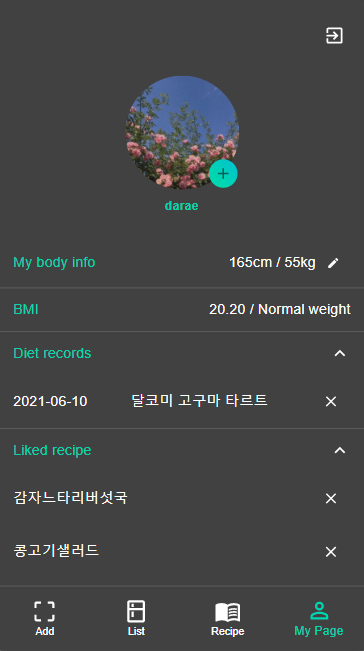 darae
My body info 165cm / 55kg
BMI 20.20 / Normal weight
Diet records
2021-06-10 달코미 고구마 타르트
Liked recipe
감자느타리버섯국
콩고기샐러드
Add List Recipe My Page